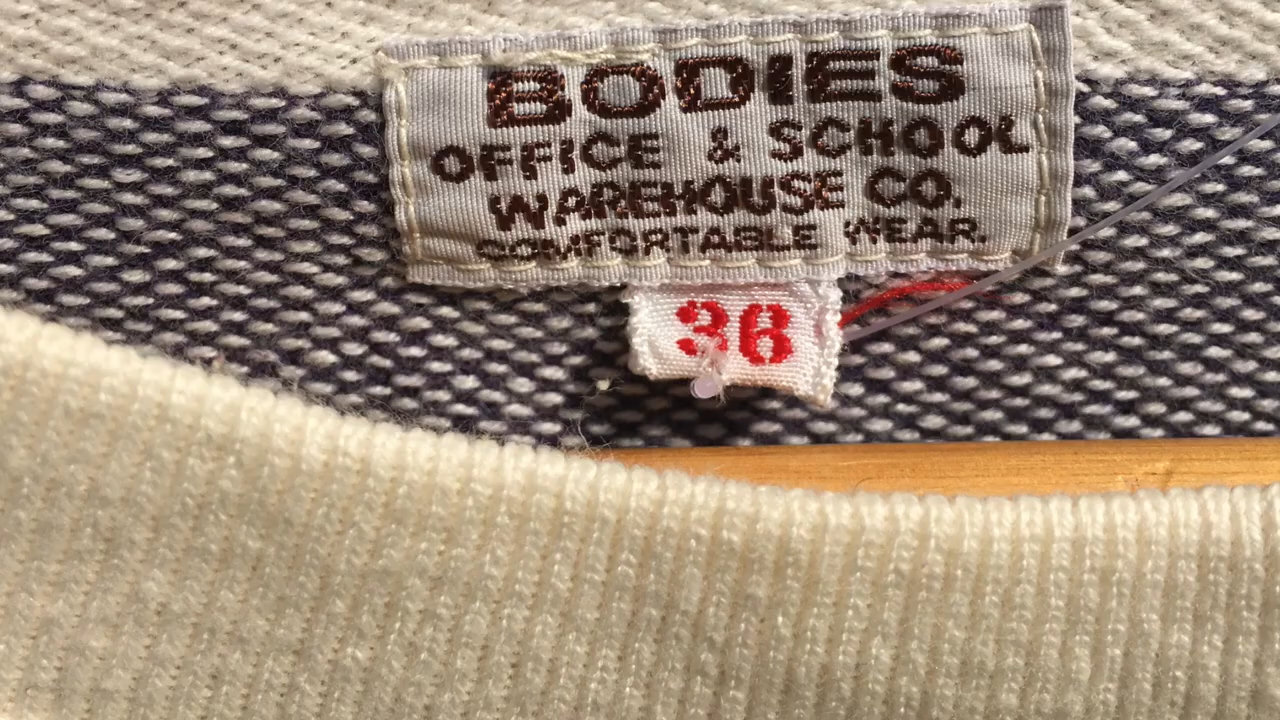 BODIES
OFFICE & SCHOOL
WAREHOUSE CO.
COMFORTABLE WEAR.
36